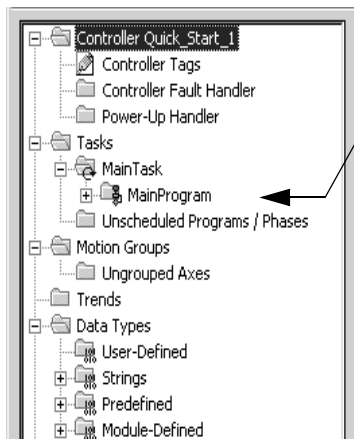 Controller Quick_Start_1
Controller Tags
Controller Fault Handler
Power-Up Handler
Tasks
MainTask
MainProgram
Unscheduled Programs / Phases
Motion Groups
Ungrouped Axes
Trends
Data Types
User-Defined
Strings
Predefined
Module-Defined